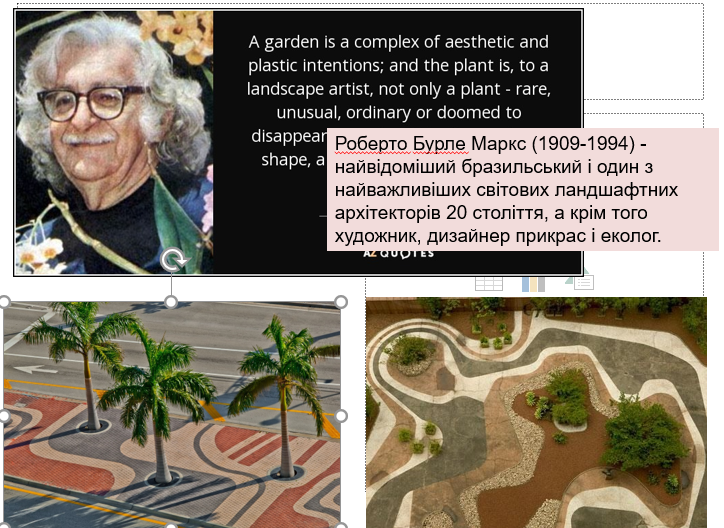 A garden is a complex of aesthetic and
plastic intentions; and the plant is, to a
landscape artist, not only a plant - rare,
unusual, ordinary or doomed to
disappear
shape, a
Роберто Бурле Маркс (1909-1994) -
найвідоміший бразильський і один з
найважливіших світових ландшафтних
архітекторів 20 століття, а крім того
художник, дизайнер прикрас і еколог.
AZ QUOTES